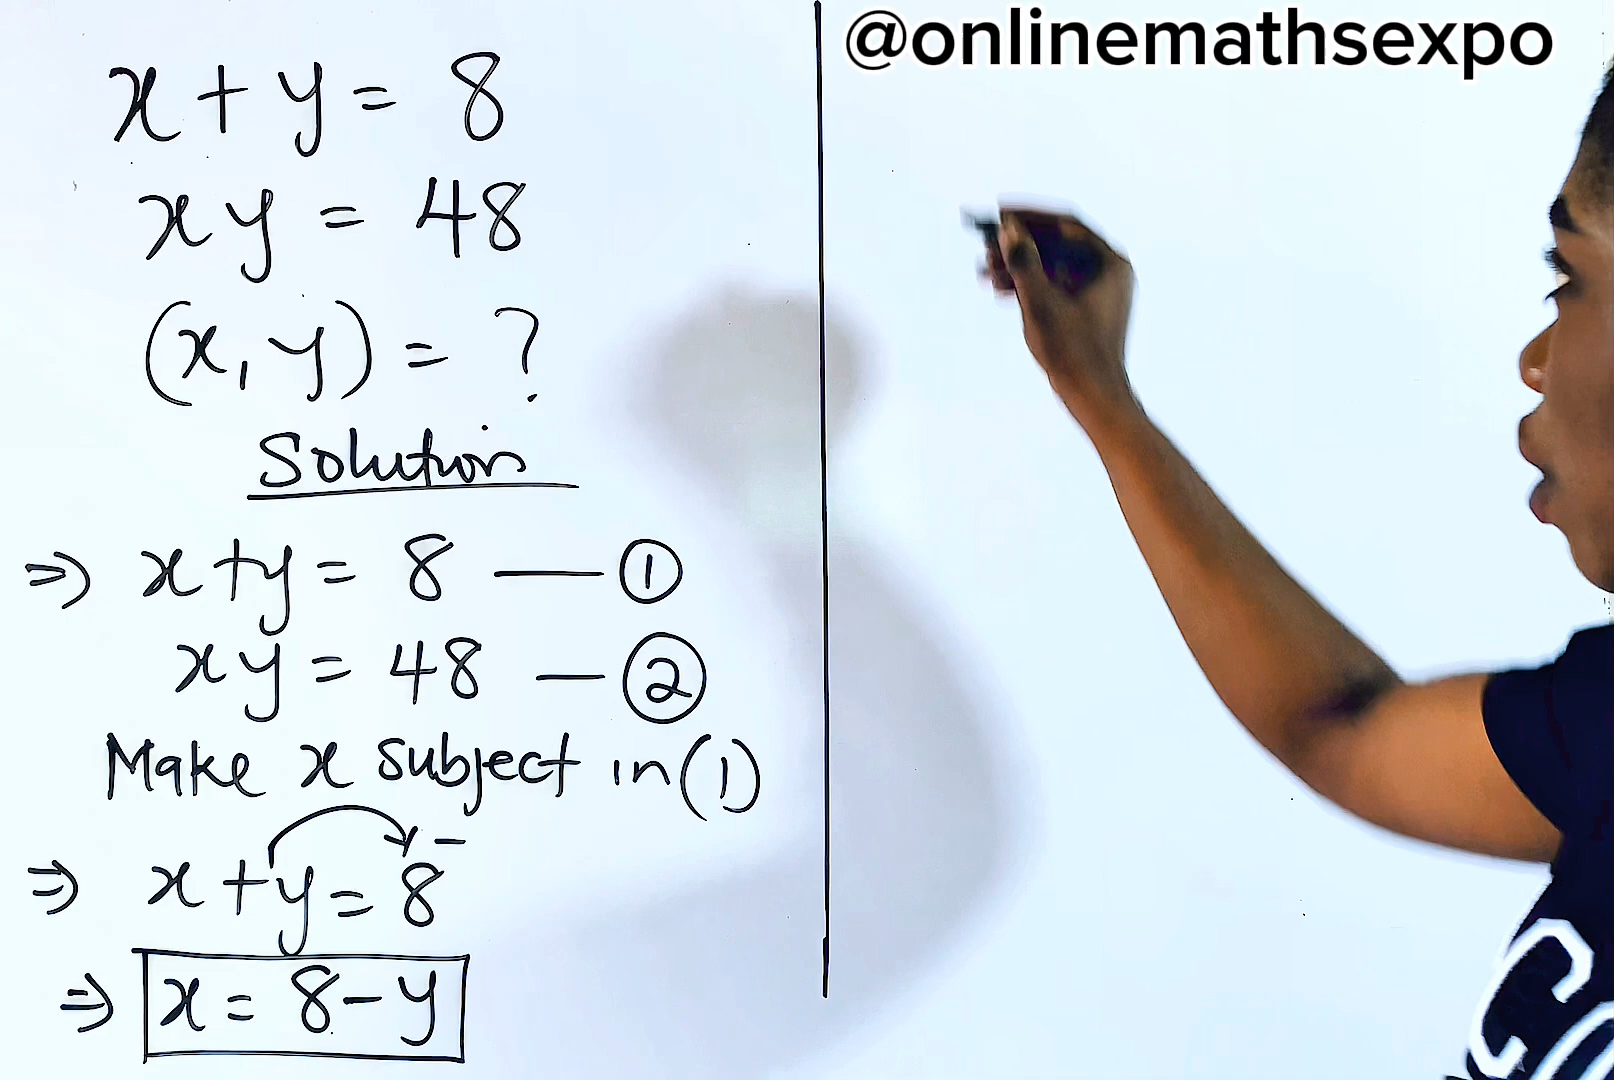 @onlinemathsexpo
x + y = 8
xy = 48
(x, y) = ?
Solution
⇒ x + y = 8 — ①
xy = 48 — ②
Make x subject in (1)
⇒ x + y = 8 −
⇒ x = 8 − y